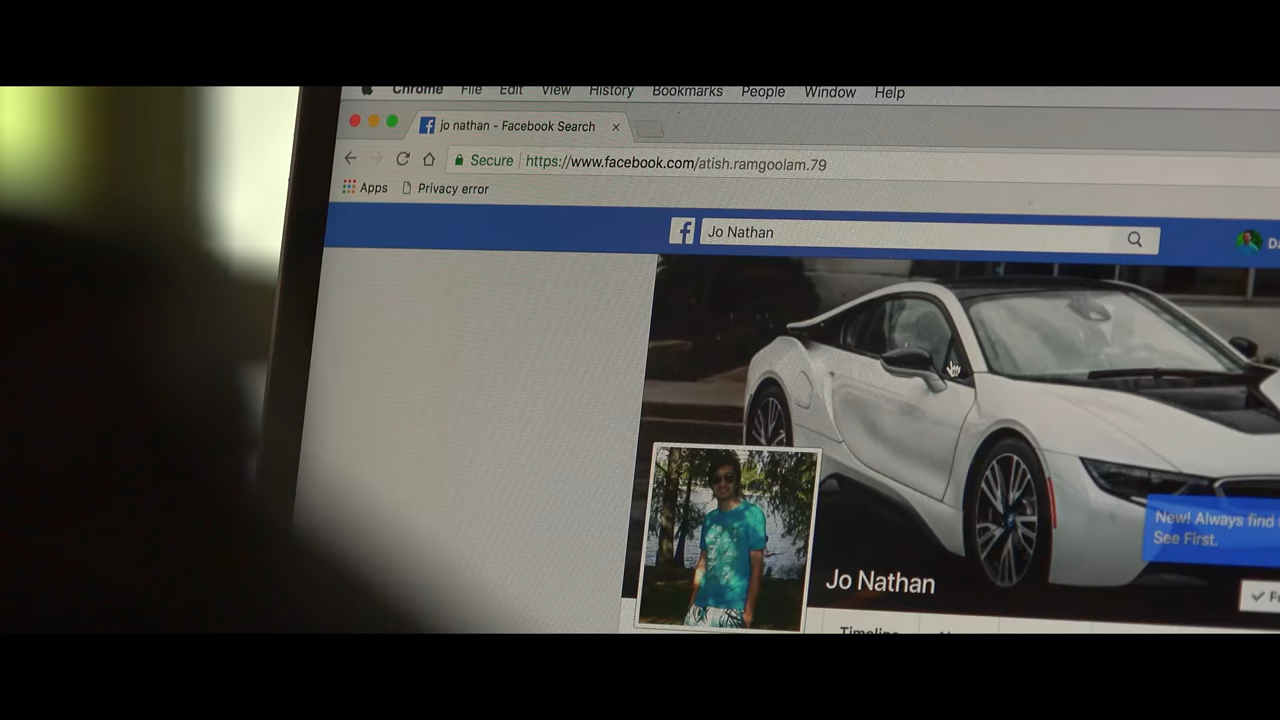 Chrome File Edit View History Bookmarks People Window Help
jo nathan - Facebook Search
Secure https://www.facebook.com/atish.ramgoolam.79
Apps Privacy error
Jo Nathan
New! Always find
See First.
Jo Nathan
Timeline